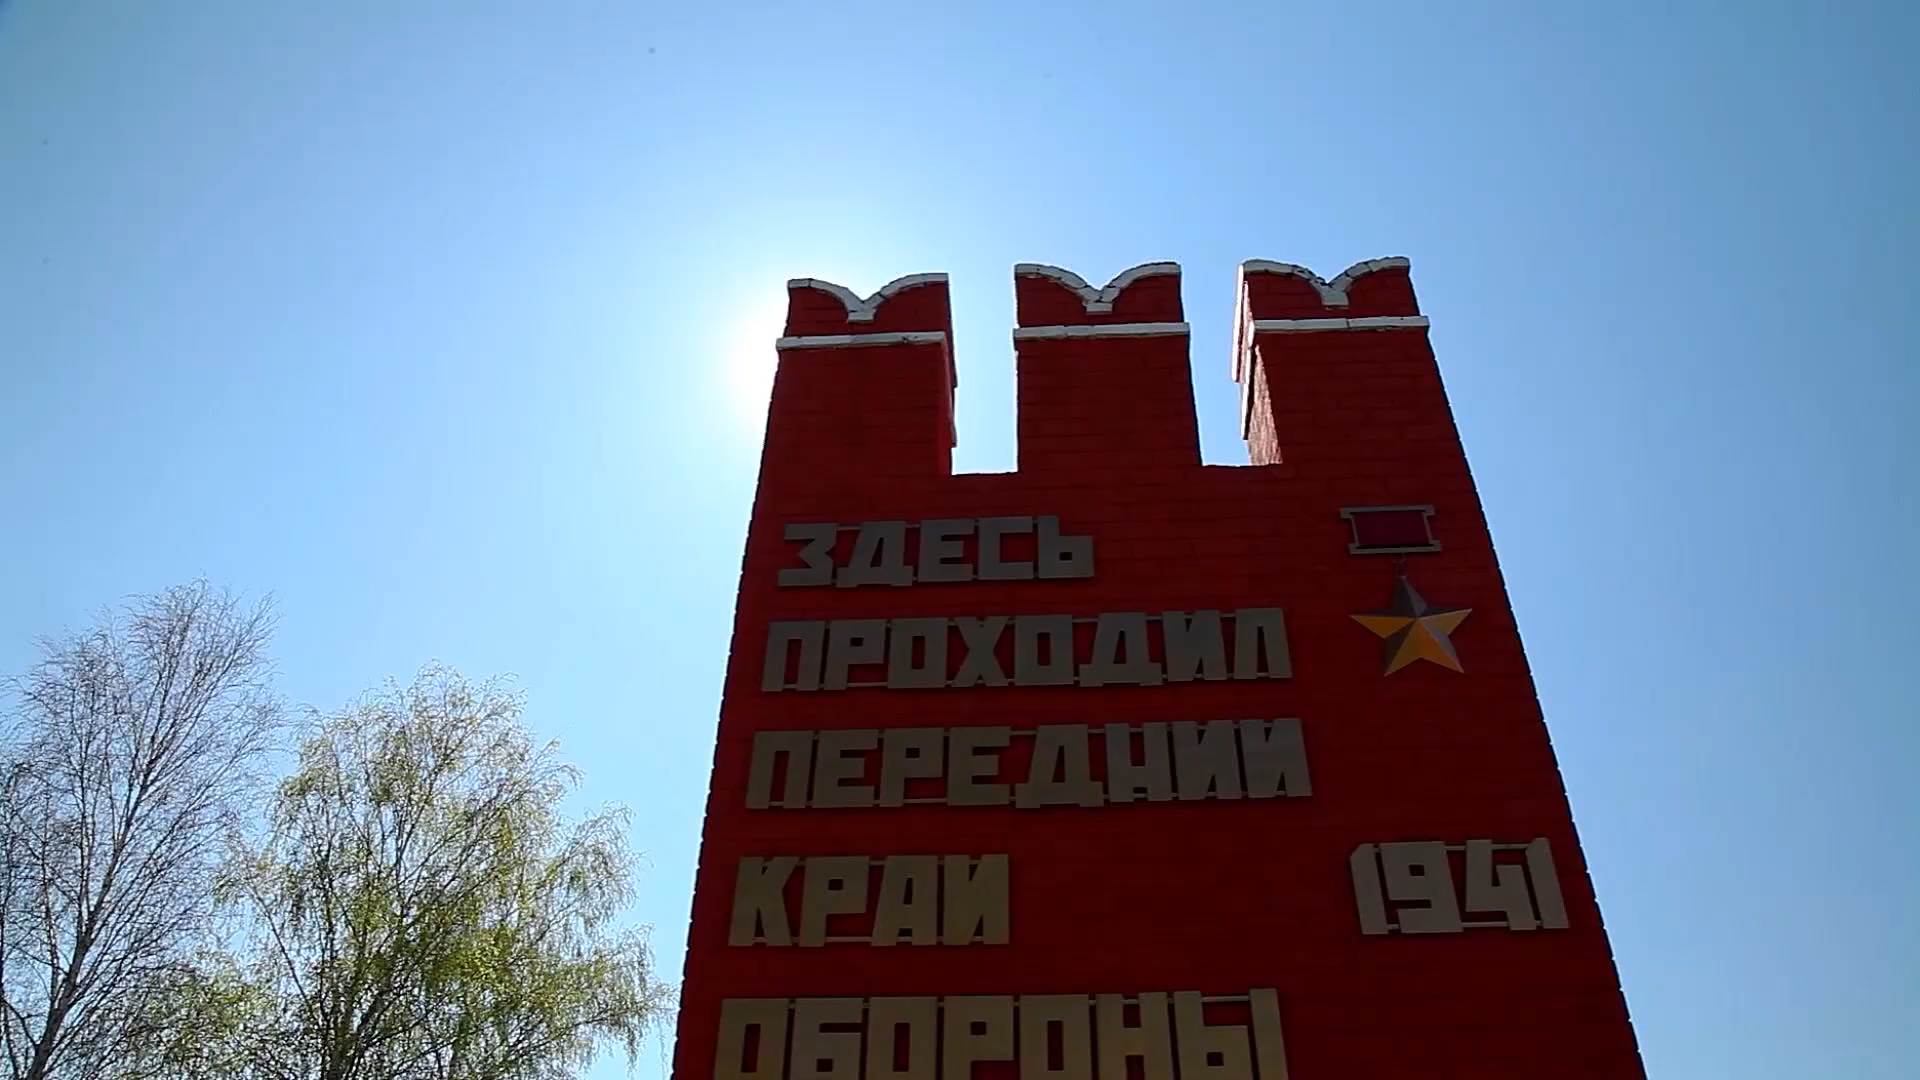 ЗДЕСЬ
ПРОХОДИЛ
ПЕРЕДНИЙ
КРАЙ
1941
ОБОРОНЫ